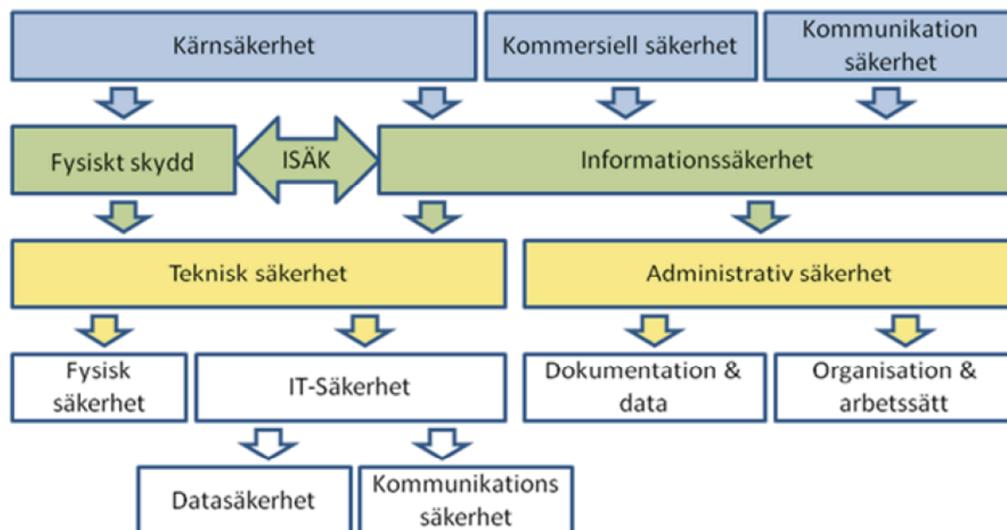 Kärnsäkerhet
Kommersiell säkerhet
Kommunikation
säkerhet
Fysiskt skydd
ISÄK
Informationssäkerhet
Teknisk säkerhet
Administrativ säkerhet
Fysisk
säkerhet
IT-Säkerhet
Dokumentation &
data
Organisation &
arbetssätt
Datasäkerhet
Kommunikations
säkerhet